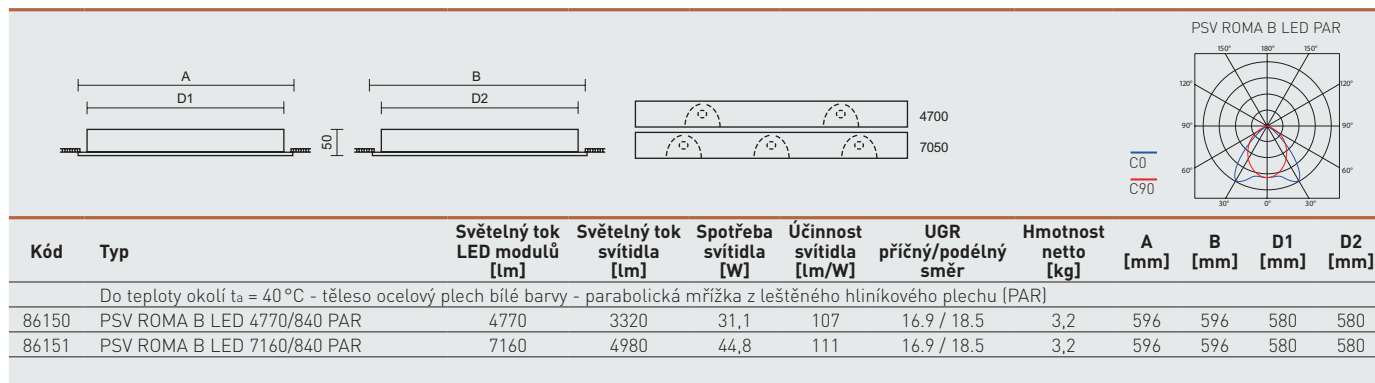 PSV ROMA B LED PAR
150° 180° 150°
120° 120°
90° 90°
60° 60°
30° 0° 30°
C0
C90
A
D1
50
B
D2
4700
7050
Kód Typ Světelný tok LED modulů [lm] Světelný tok svítidla [lm] Spotřeba svítidla [W] Účinnost svítidla [lm/W] UGR příčný/podélný směr Hmotnost netto [kg] A [mm] B [mm] D1 [mm] D2 [mm]
Do teploty okolí ta = 40°C - těleso ocelový plech bílé barvy - parabolická mřížka z leštěného hliníkového plechu (PAR)
86150 PSV ROMA B LED 4770/840 PAR 4770 3320 31,1 107 16.9 / 18.5 3,2 596 596 580 580
86151 PSV ROMA B LED 7160/840 PAR 7160 4980 44,8 111 16.9 / 18.5 3,2 596 596 580 580